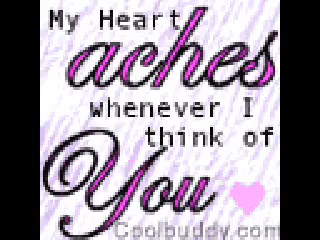 My Heart
aches
whenever I
think of
You
Coolbuddy.com